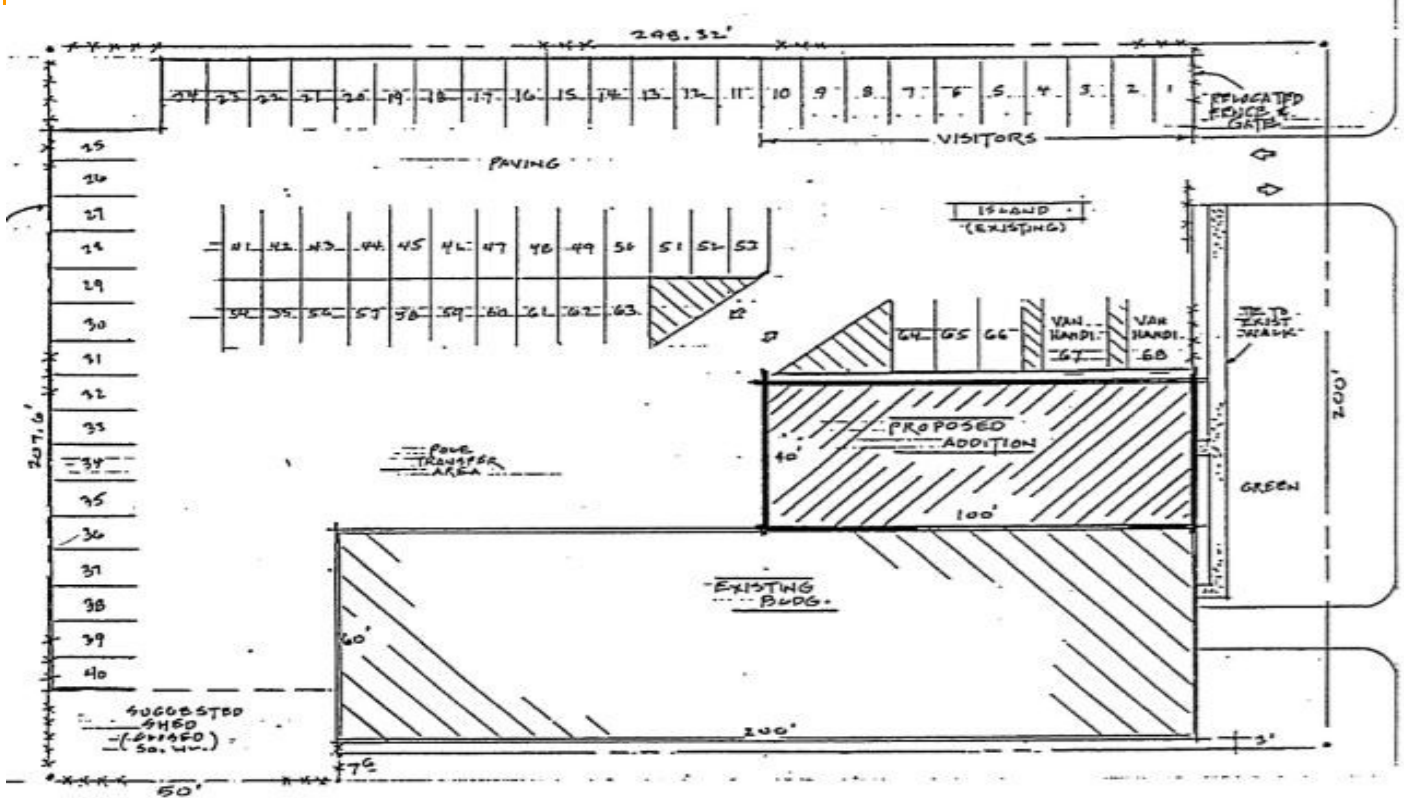 298.32'
24 23 22 21 20 19 18 17 16 15 14 13 12 11 10 9 8 7 6 5 4 3 2 1
RELOCATED
FENCE &
GATE
VISITORS
PAVING
25
26
27
28
29
30
31
32
33
34
35
36
37
38
39
40
ISLAND
(EXISTING)
41 42 43 44 45 46 47 48 49 50 51 52 53
54 55 56 57 58 59 60 61 62 63
64 65 66
VAN
HANDI.
67
VAN
HANDI.
68
TIE TO
EXIST
WALK
207.6'
200'
PROPOSED
ADDITION
40'
100'
POLE
TRANSFER
AREA
GREEN
EXISTING
BLDG.
60'
200'
SUGGESTED
SHED
3'
50'